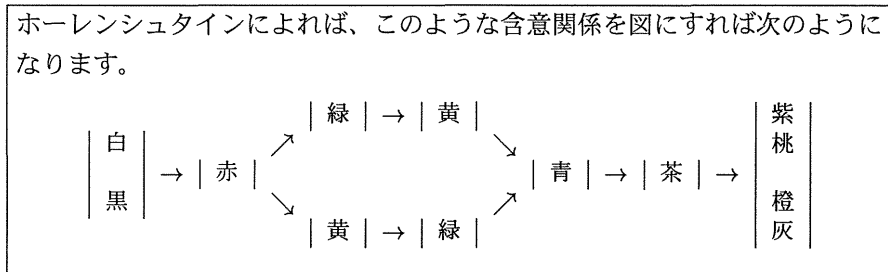 ホーレンシュタインによれば、このような含意関係を図にすれば次のように
なります。
| 緑 | → | 黄 |
| 白 黒 | → | 赤 | ↗ ↘ | 青 | → | 茶 | → | 紫 桃 橙 灰 |
↘ ↗
| 黄 | → | 緑 |